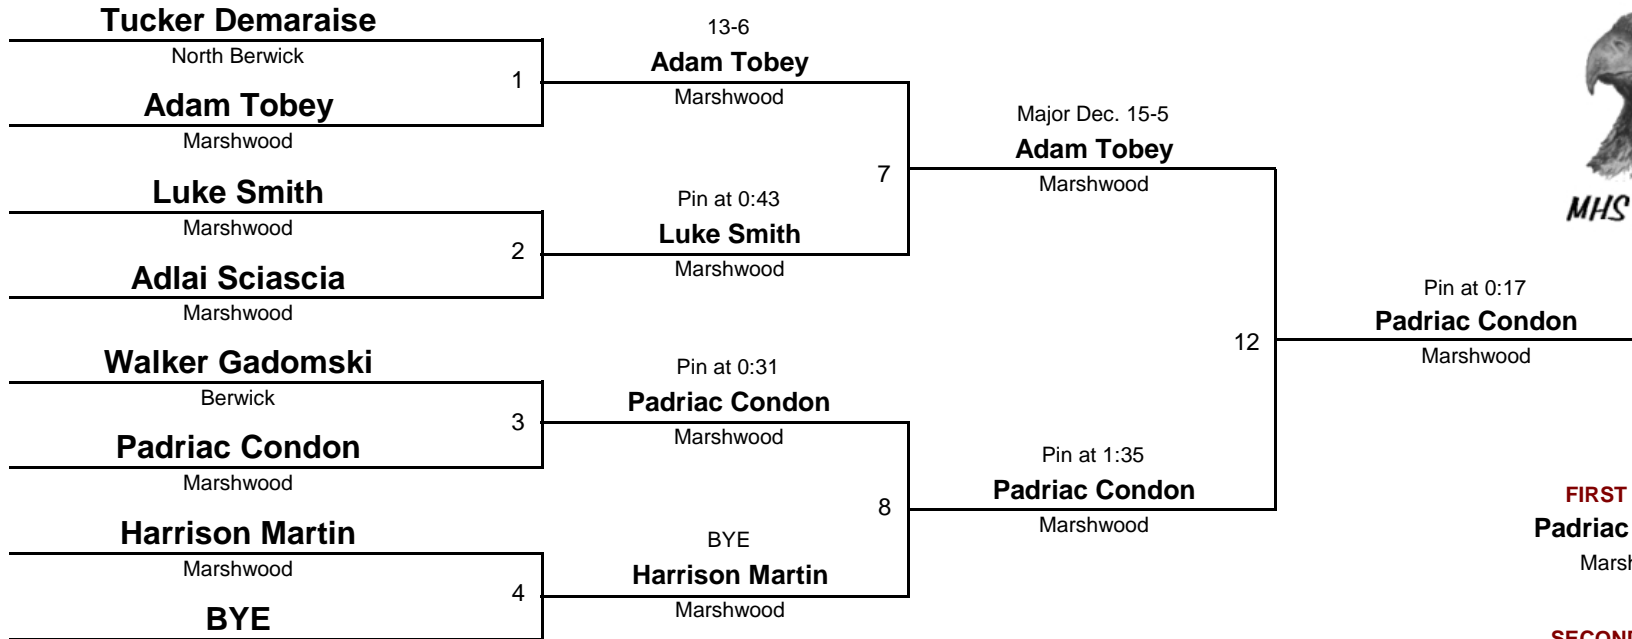 Tucker Demaraise
North Berwick
1
Adam Tobey
Marshwood
Luke Smith
Marshwood
2
Adlai Sciascia
Marshwood
Walker Gadomski
Berwick
3
Padriac Condon
Marshwood
Harrison Martin
Marshwood
4
BYE
13-6
Adam Tobey
Marshwood
7
Pin at 0:43
Luke Smith
Marshwood
Pin at 0:31
Padriac Condon
Marshwood
8
BYE
Harrison Martin
Marshwood
Major Dec. 15-5
Adam Tobey
Marshwood
12
Pin at 1:35
Padriac Condon
Marshwood
Pin at 0:17
Padriac Condon
Marshwood
MHS
FIRST
Padriac